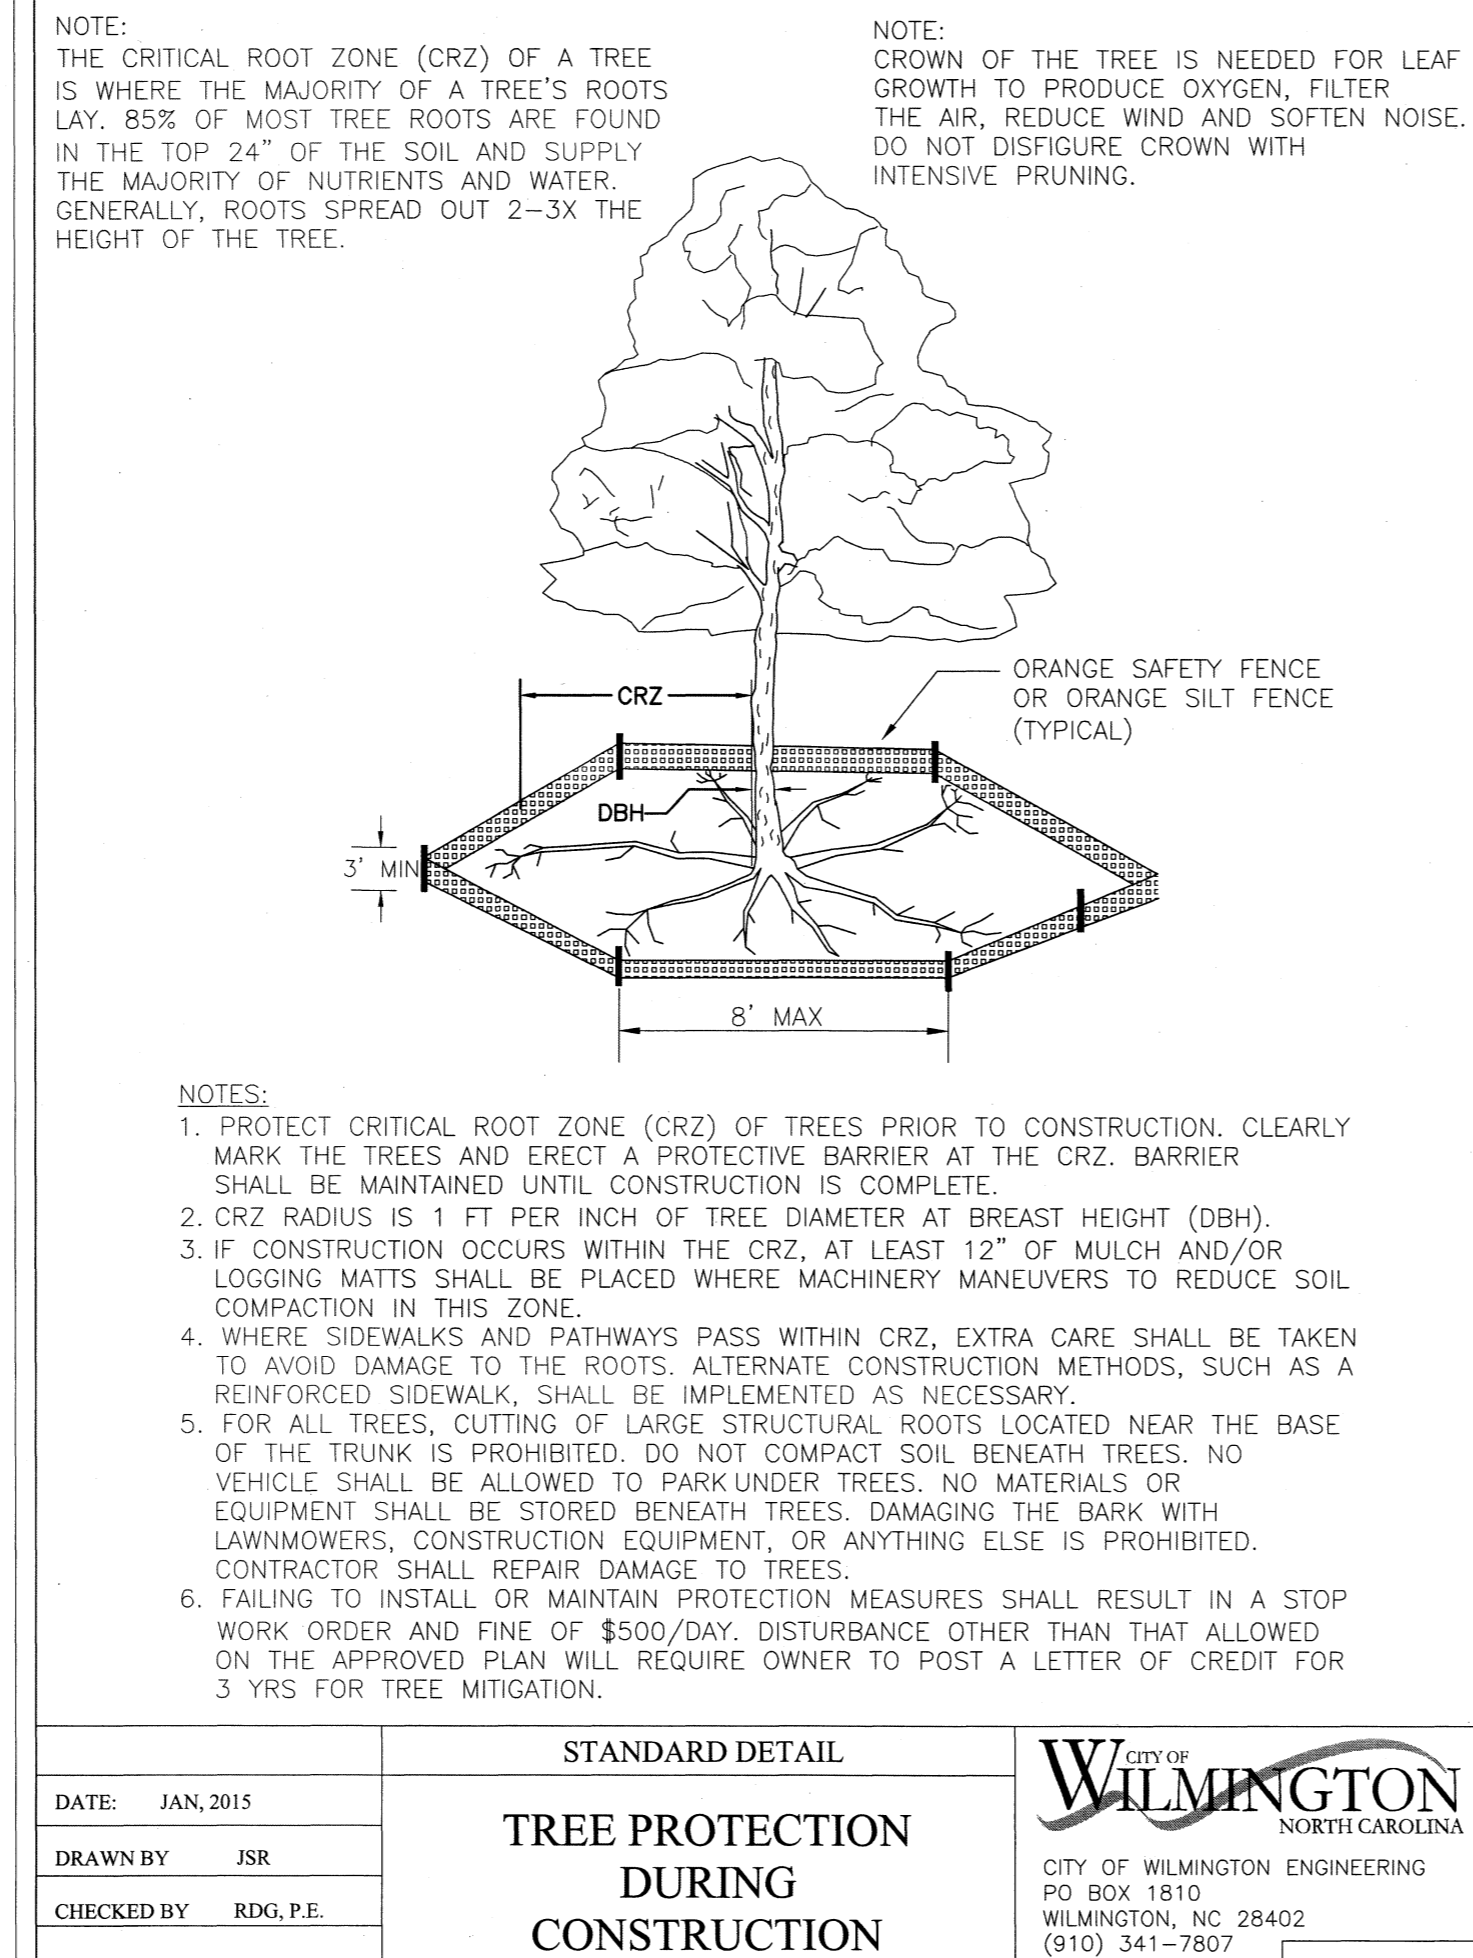 NOTE:
THE CRITICAL ROOT ZONE (CRZ) OF A TREE
IS WHERE THE MAJORITY OF A TREE'S ROOTS
LAY. 85% OF MOST TREE ROOTS ARE FOUND
IN THE TOP 24" OF THE SOIL AND SUPPLY
THE MAJORITY OF NUTRIENTS AND WATER.
GENERALLY, ROOTS SPREAD OUT 2-3X THE
HEIGHT OF THE TREE.
NOTE:
CROWN OF THE TREE IS NEEDED FOR LEAF
GROWTH TO PRODUCE OXYGEN, FILTER
THE AIR, REDUCE WIND AND SOFTEN NOISE.
DO NOT DISFIGURE CROWN WITH
INTENSIVE PRUNING.
ORANGE SAFETY FENCE
OR ORANGE SILT FENCE
(TYPICAL)
CRZ
DBH
3' MIN
8' MAX
NOTES:
1. PROTECT CRITICAL ROOT ZONE (CRZ) OF TREES PRIOR TO CONSTRUCTION. CLEARLY
MARK THE TREES AND ERECT A PROTECTIVE BARRIER AT THE CRZ. BARRIER
SHALL BE MAINTAINED UNTIL CONSTRUCTION IS COMPLETE.
2. CRZ RADIUS IS 1 FT PER INCH OF TREE DIAMETER AT BREAST HEIGHT (DBH).
3. IF CONSTRUCTION OCCURS WITHIN THE CRZ, AT LEAST 12" OF MULCH AND/OR
LOGGING MATTS SHALL BE PLACED WHERE MACHINERY MANEUVERS TO REDUCE SOIL
COMPACTION IN THIS ZONE.
4. WHERE SIDEWALKS AND PATHWAYS PASS WITHIN CRZ, EXTRA CARE SHALL BE TAKEN
TO AVOID DAMAGE TO THE ROOTS. ALTERNATE CONSTRUCTION METHODS, SUCH AS A
REINFORCED SIDEWALK, SHALL BE IMPLEMENTED AS NECESSARY.
5. FOR ALL TREES, CUTTING OF LARGE STRUCTURAL ROOTS LOCATED NEAR THE BASE
OF THE TRUNK IS PROHIBITED. DO NOT COMPACT SOIL BENEATH TREES. NO
VEHICLE SHALL BE ALLOWED TO PARK UNDER TREES. NO MATERIALS OR
EQUIPMENT SHALL BE STORED BENEATH TREES. DAMAGING THE BARK WITH
LAWNMOWERS, CONSTRUCTION EQUIPMENT, OR ANYTHING ELSE IS PROHIBITED.
CONTRACTOR SHALL REPAIR DAMAGE TO TREES.
6. FAILING TO INSTALL OR MAINTAIN PROTECTION MEASURES SHALL RESULT IN A STOP
WORK ORDER AND FINE OF $500/DAY. DISTURBANCE OTHER THAN THAT ALLOWED
ON THE APPROVED PLAN WILL REQUIRE OWNER TO POST A LETTER OF CREDIT FOR
3 YRS FOR TREE MITIGATION.
DATE: JAN, 2015
DRAWN BY JSR
CHECKED BY RDG, P.E.
STANDARD DETAIL
TREE PROTECTION
DURING
CONSTRUCTION
CITY OF
WILMINGTON
NORTH CAROLINA
CITY OF WILMINGTON ENGINEERING
PO BOX 1810
WILMINGTON, NC 28402
(910) 341-7807